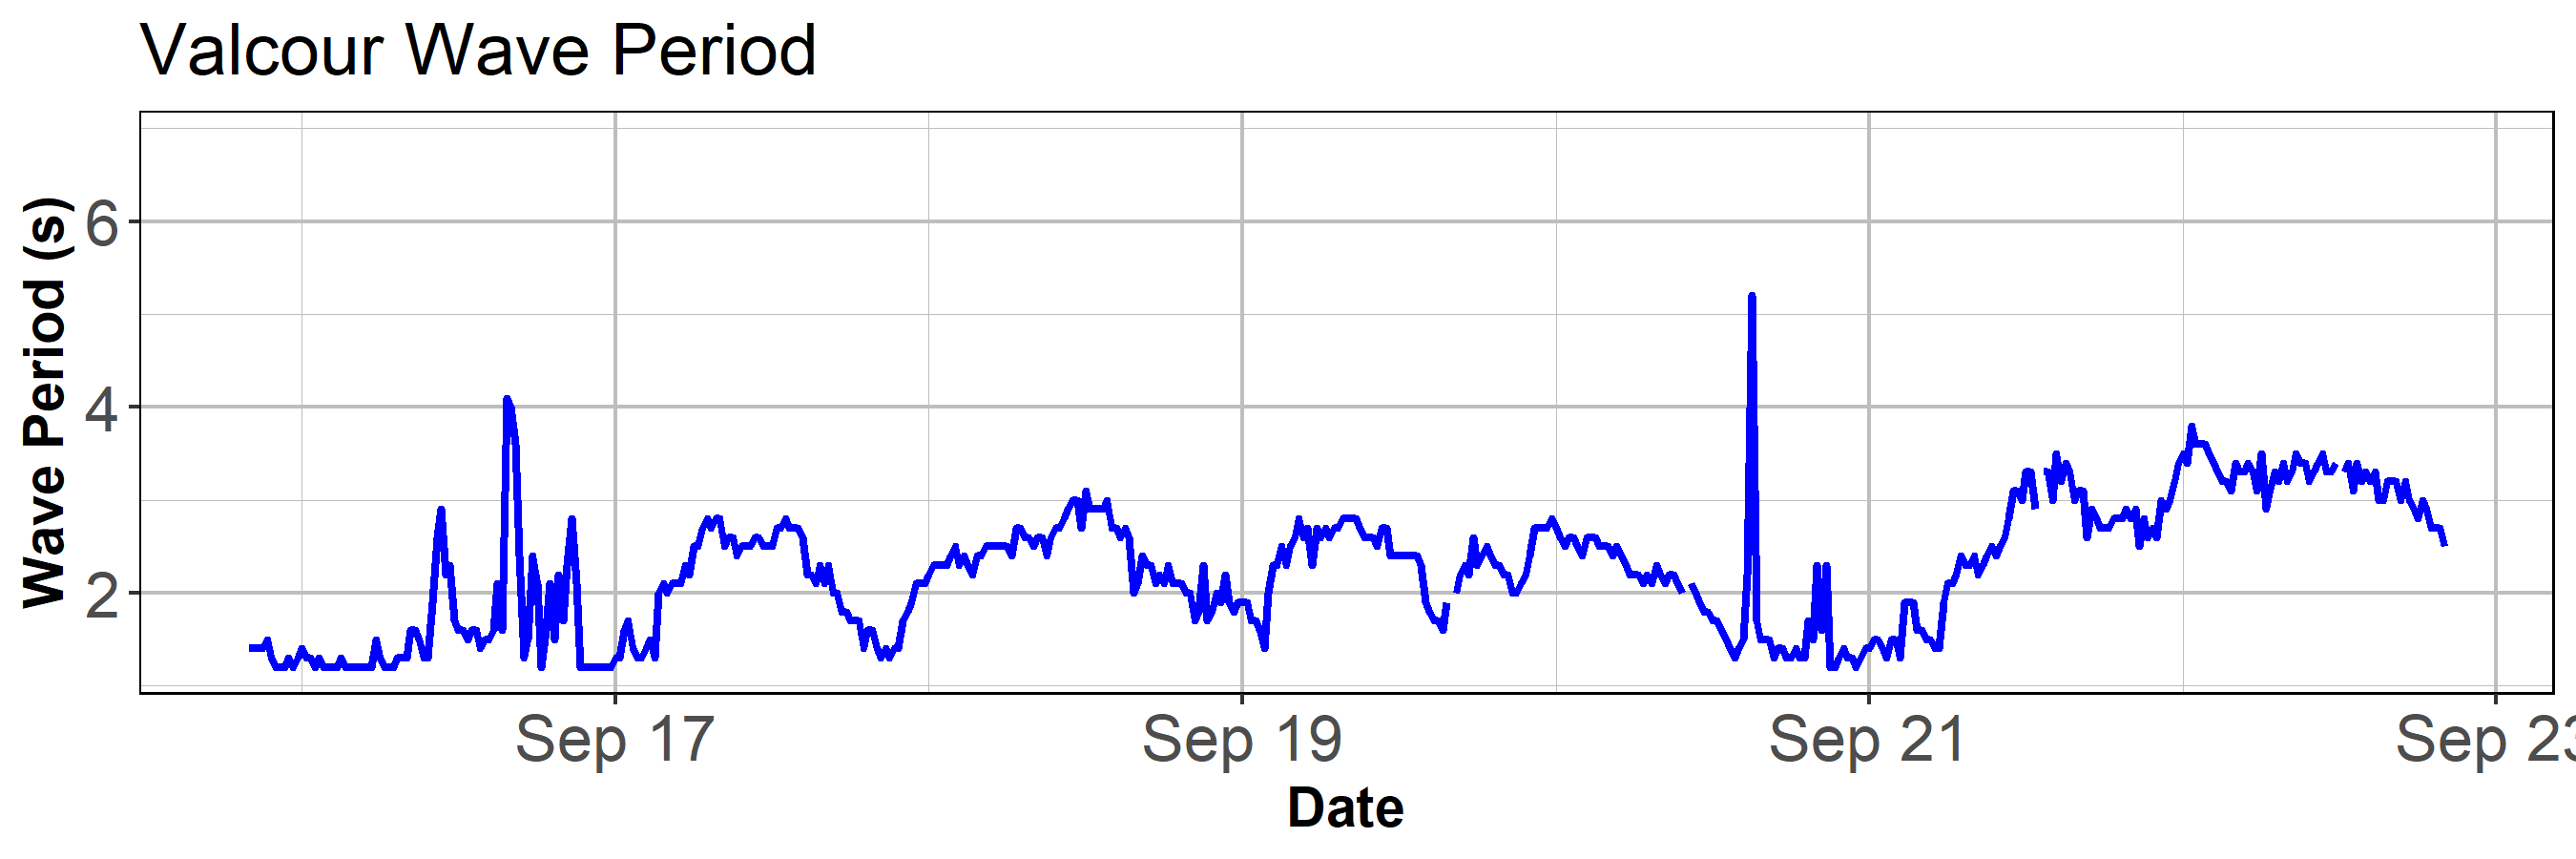 Valcour Wave Period
Wave Period (s)
6
4
2
Sep 17
Sep 19
Sep 21
Sep 23
Date